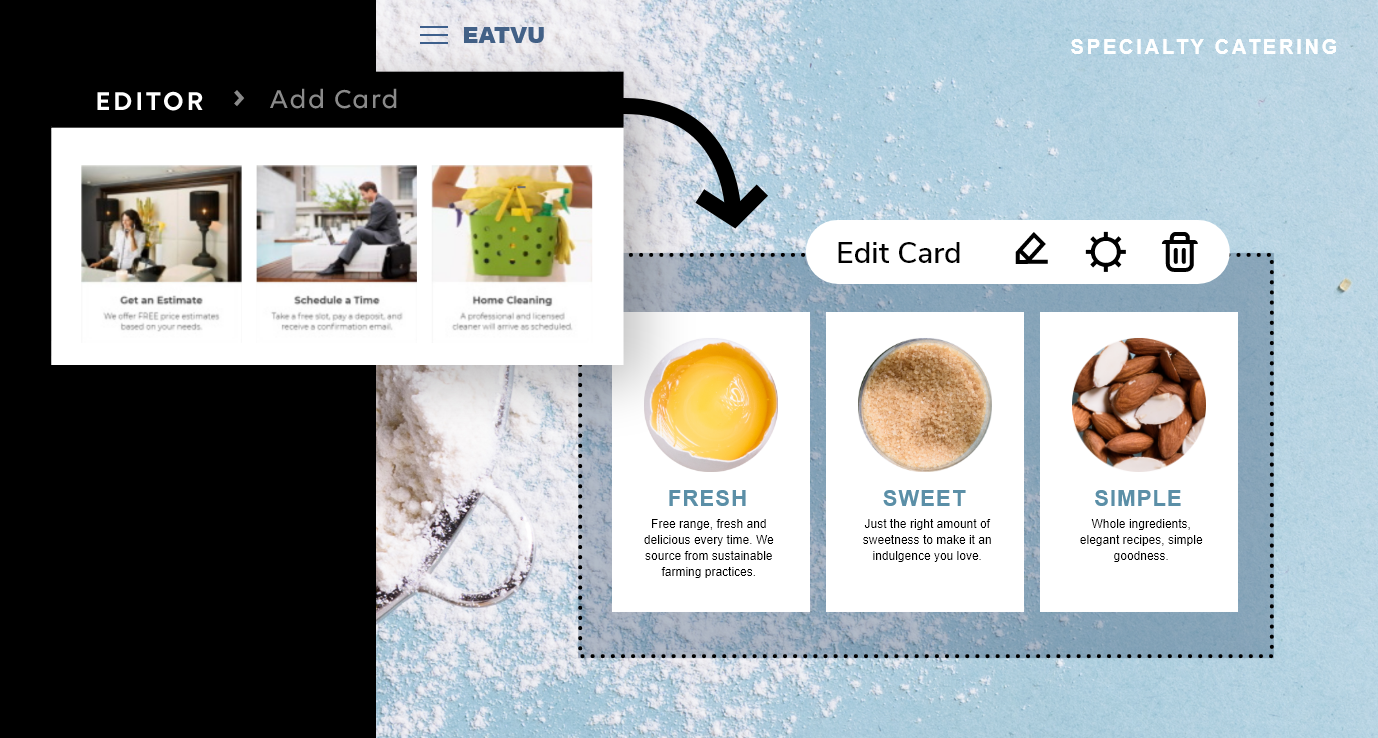 EATVU
SPECIALTY CATERING
EDITOR > Add Card
Get an Estimate
We offer FREE price estimates
based on your needs.
Schedule a Time
Take a free slot, pay a deposit, and
receive a confirmation email.
Home Cleaning
A professional and licensed
cleaner will arrive as scheduled.
Edit Card
FRESH
Free range, fresh and
delicious every time. We
source from sustainable
farming practices.
SWEET
Just the right amount of
sweetness to make it an
indulgence you love.
SIMPLE
Whole ingredients,
elegant recipes, simple
goodness.